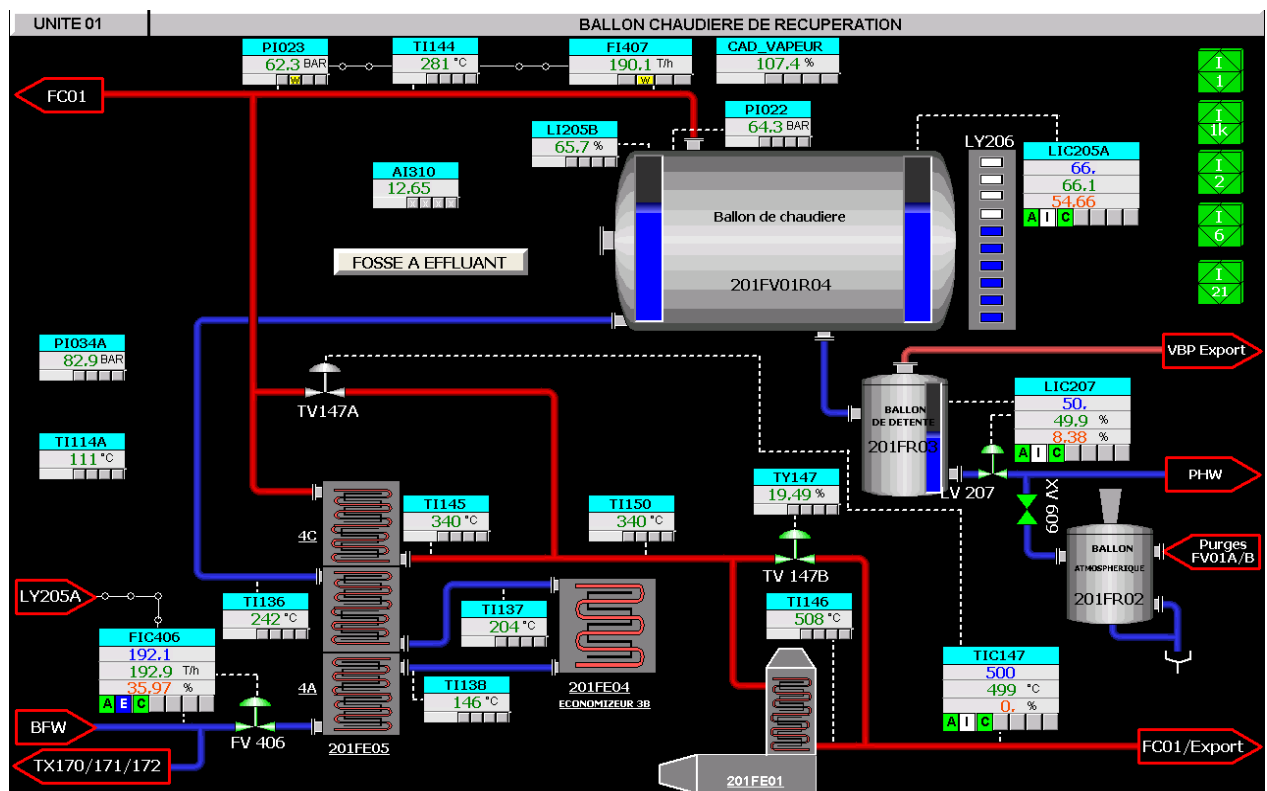 UNITE 01
BALLON CHAUDIERE DE RECUPERATION
PI023
62.3 BAR
W
TI144
281 °C
FI407
190.1 T/h
W
CAD_VAPEUR
107.4 %
I
1
FC01
PI022
64.3 BAR
LI205B
65.7 %
LY206
LIC205A
66.
66.1
54.66
A I C
I
1k
AI310
12.65
X X X X
I
2
Ballon de chaudiere
201FV01R04
I
6
FOSSE A EFFLUANT
I
21
PI034A
82.9 BAR
VBP Export
TV147A
BALLON
DE DETENTE
201FR03
LIC207
50.
49.9 %
8.38 %
A I C
TI114A
111 °C
LV 207
PHW
XV 609
TY147
19.49 %
TI145
340 °C
TI150
340 °C
4C
TV 147B
BALLON
ATMOSPHERIQUE
201FR02
Purges
FV01A/B
LY205A
TI136
242 °C
TI137
204 °C
TI146
508 °C
FIC406
192.1
192.9 T/h
35.97 %
A E C
4A
TI138
146 °C
201FE04
ECONOMIZEUR 3B
TIC147
500
499 °C
0. %
A I C
BFW
FV 406
201FE05
FC01/Export
TX170/171/172
201FE01